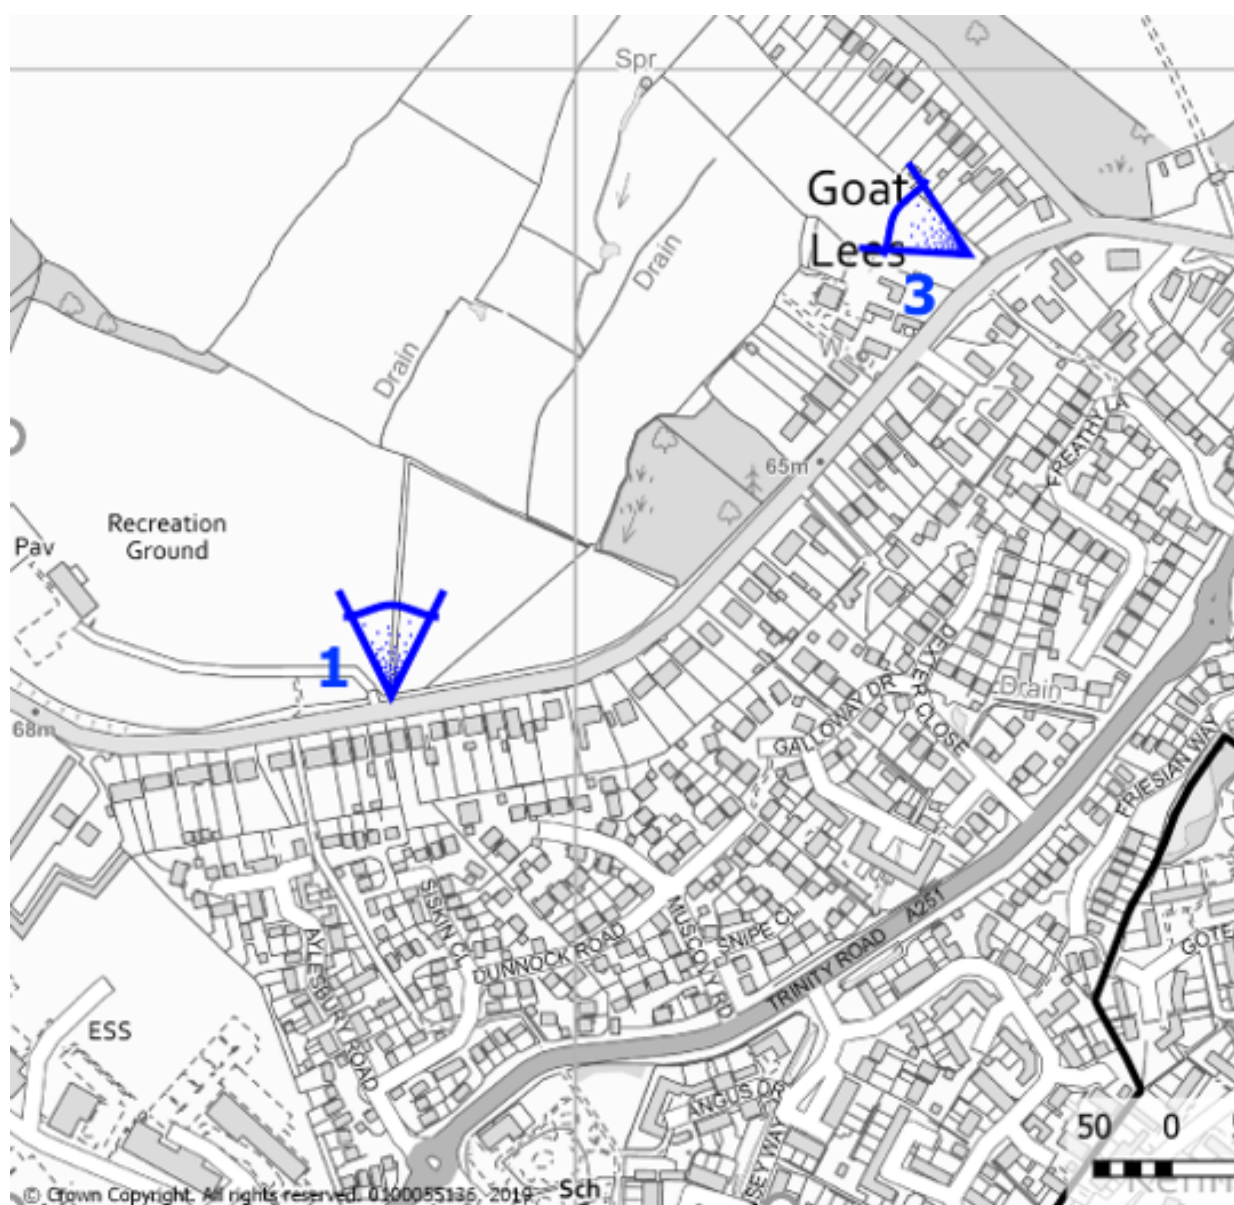 Spr
Goat
Lees
Drain
3
Drain
65m
FREATHY LA
Recreation
Ground
Pav
1
68m
DEXTER CLOSE
Drain
GALLOWAY DR
FRIESIAN WAY
SISKIN CL
MUSCOVY RD
SNIPE CL
A251
DUNNOCK ROAD
AYLESBURY ROAD
TRINITY ROAD
ESS
ANGUS DR
50 0
© Crown Copyright. All rights reserved. 0100055136, 2019
Sch